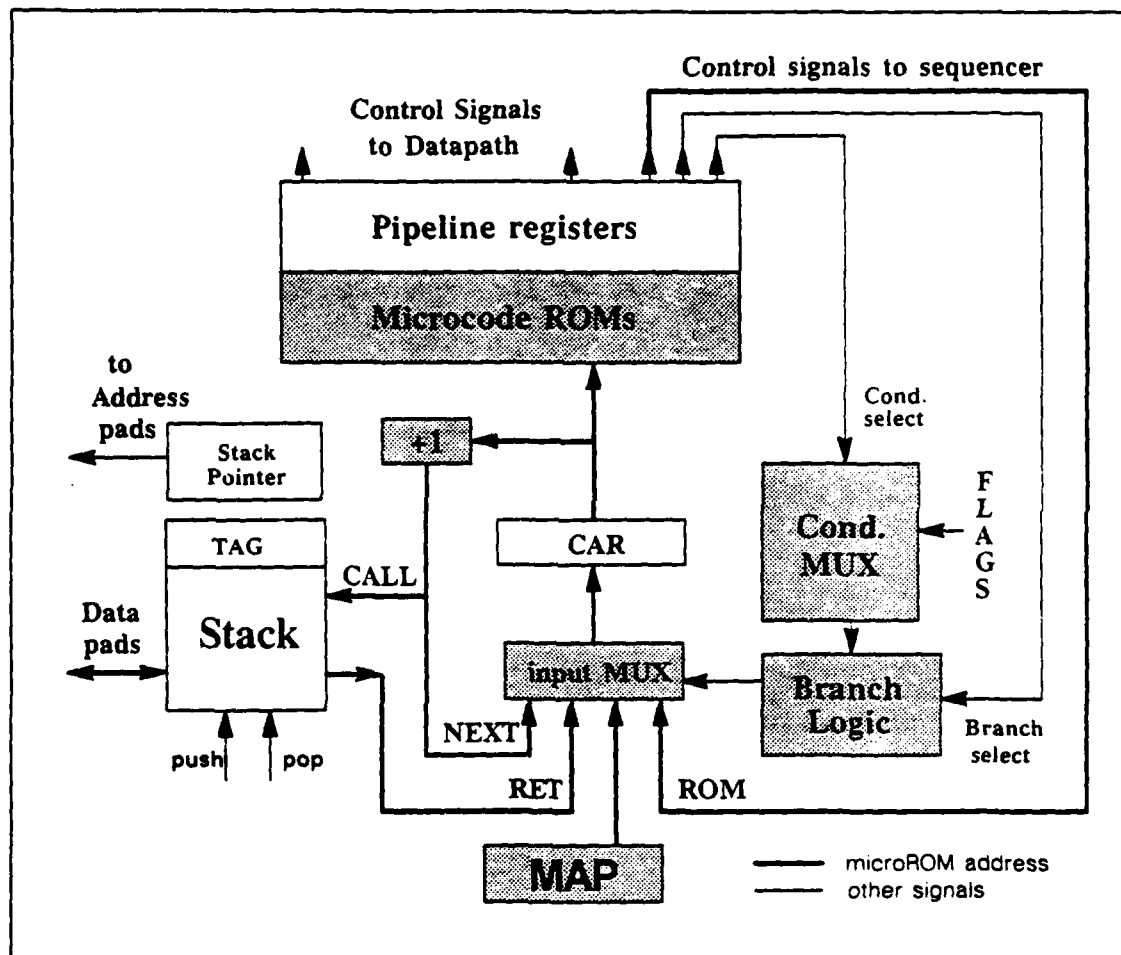 Control signals to sequencer
Control Signals
to Datapath
Pipeline registers
Microcode ROMs
to
Address
pads
Stack
Pointer
+1
Cond.
select
FLAGS
Cond.
MUX
TAG
CALL
CAR
Data
pads
Stack
input MUX
Branch
Logic
Branch
select
NEXT
push
pop
RET
ROM
MAP
microROM address
other signals